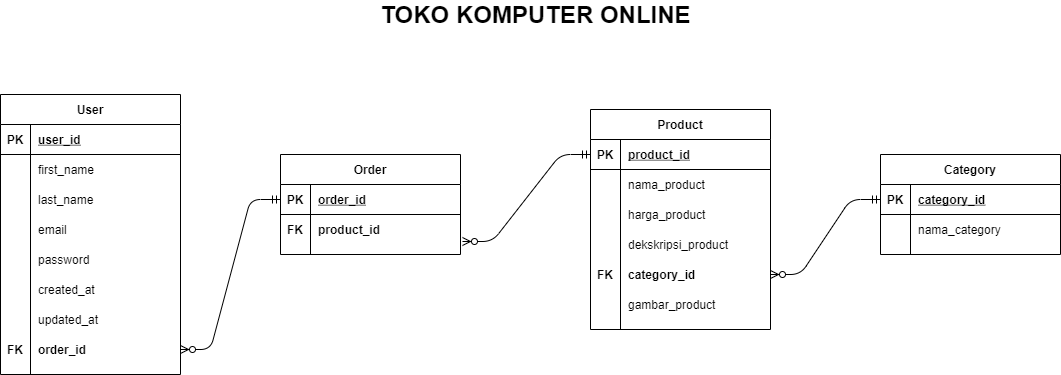 TOKO KOMPUTER ONLINE
User
PK user_id
first_name
last_name
email
password
created_at
updated_at
FK order_id
Order
PK order_id
FK product_id
Product
PK product_id
nama_product
harga_product
dekskripsi_product
FK category_id
gambar_product
Category
PK category_id
nama_category